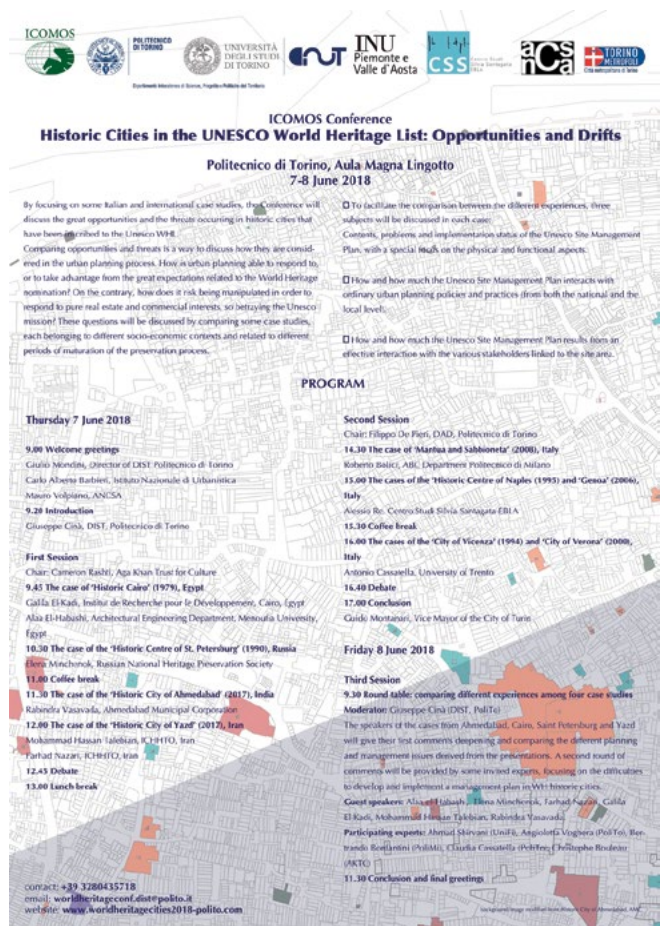 ICOMOS
POLITECNICO
DI TORINO
UNIVERSITÀ
DEGLI STUDI
DI TORINO
INU
Piemonte e
Valle d'Aosta
CSS
TORINO
METROPOLI
Città metropolitana di Torino
ICOMOS Conference
Historic Cities in the UNESCO World Heritage List: Opportunities and Drifts
Politecnico di Torino, Aula Magna Lingotto
7-8 June 2018
By focusing on some Italian and international case studies, the Conference will
discuss the great opportunities and the threats occurring in historic cities that
have been inscribed to the Unesco WHL.
Comparing opportunities and threats is a way to discuss how they are consid-
ered in the urban planning process. How is urban planning able to respond to,
or to take advantage from the great expectations related to the World Heritage
nomination? On the contrary, how does it risk being manipulated in order to
respond to pure real estate and commercial interests, so betraying the Unesco
mission? These questions will be discussed by comparing some case studies,
each belonging to different socio-economic contexts and related to different
periods of maturation of the preservation process.
To facilitate the comparison between the different experiences, three
subjects will be discussed in each case:
Contents, problems and implementation status of the Unesco Site Management
Plan, with a special focus on the physical and functional aspects.
How and how much the Unesco Site Management Plan interacts with
ordinary urban planning policies and practices (from both the national and the
local level).
How and how much the Unesco Site Management Plan results from an
effective interaction with the various stakeholders linked to the site area.
PROGRAM
Thursday 7 June 2018
9.00 Welcome greetings
Giulio Mondini, Director of DIST Politecnico di Torino
Carlo Alberto Barbieri, Istituto Nazionale di Urbanistica
Mauro Volpiano, ANCSA
9.20 Introduction
Giuseppe Cinà, DIST, Politecnico di Torino
First Session
Chair: Cameron Rashti, Aga Khan Trust for Culture
9.45 The case of 'Historic Cairo' (1979), Egypt
Galila El-Kadi, Institut de Recherche pour le Développement, Cairo, Egypt
Alaa El-Habashi, Architectural Engineering Department, Menoufia University,
Egypt
10.30 The case of the 'Historic Centre of St. Petersburg' (1990), Russia
Elena Minchenok, Russian National Heritage Preservation Society
11.00 Coffee break
11.30 The case of the 'Historic City of Ahmedabad' (2017), India
Rabindra Vasavada, Ahmedabad Municipal Corporation
12.00 The case of the 'Historic City of Yazd' (2017), Iran
Mohammad Hassan Talebian, ICHHTO, Iran
Farhad Nazari, ICHHTO, Iran
12.45 Debate
13.00 Lunch break
Second Session
Chair: Filippo De Pieri, DAD, Politecnico di Torino
14.30 The case of 'Mantua and Sabbioneta' (2008), Italy
Roberto Balici, ABC Department Politecnico di Milano
15.00 The cases of the 'Historic Centre of Naples (1995) and 'Genoa' (2006),
Italy
Alessio Re, Centro Studi Silvia Santagata EBLA
15.30 Coffee break
16.00 The cases of the 'City of Vicenza' (1994) and 'City of Verona' (2000),
Italy
Antonio Cassatella, University of Trento
16.40 Debate
17.00 Conclusion
Guido Montanari, Vice Mayor of the City of Turin
Friday 8 June 2018
Third Session
9.30 Round table: comparing different experiences among four case studies
Moderator: Giuseppe Cinà (DIST, PoliTo)
The speakers of the cases from Ahmedabad, Cairo, Saint Petersburg and Yazd
will give their first comments deepening and comparing the different planning
and management issues derived from the presentations. A second round of
comments will be provided by some invited experts, focusing on the difficulties
to develop and implement a management plan in WH historic cities.
Guest speakers: Alaa el-Habashi, Elena Minchenok, Farhad Nazari, Galila
El Kadi, Mohammad Hassan Talebian, Rabindra Vasavada.
Participating experts: Ahmad Shirvani (UniFe), Angioletta Voghera (PoliTo), Ber-
trando Bonfantini (PoliMi), Claudia Cassatella (PoliTo), Christophe Bouleau
(AKTC)
11.30 Conclusion and final greetings
contact: +39 3280435718
email: worldheritageconf.dist@polito.it
website: www.worldheritagecities2018-polito.com